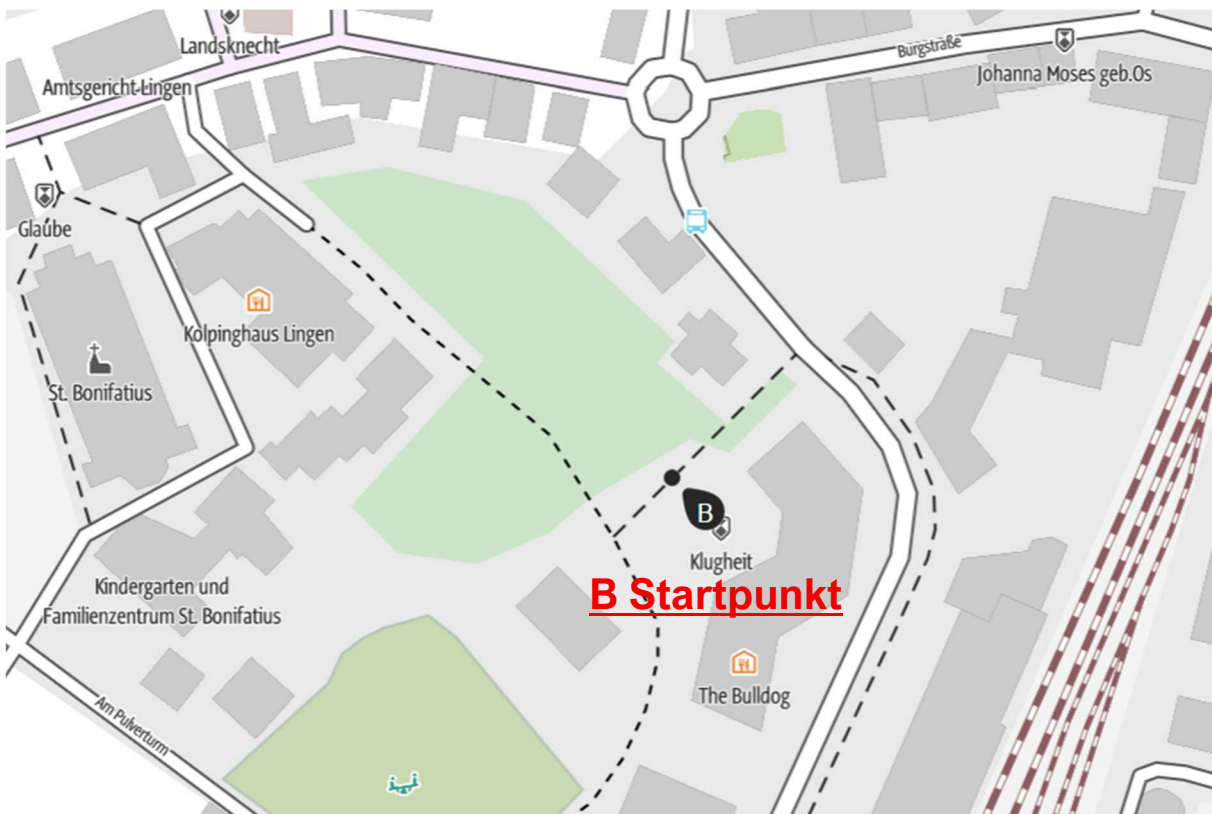 Landsknecht
Burgstraße
Johanna Moses geb.Os
Amtsgericht Lingen
Glaube
Kolpinghaus Lingen
St. Bonifatius
B
Klugheit
Kindergarten und
Familienzentrum St. Bonifatius
B Startpunkt
The Bulldog
Am Pulverturm